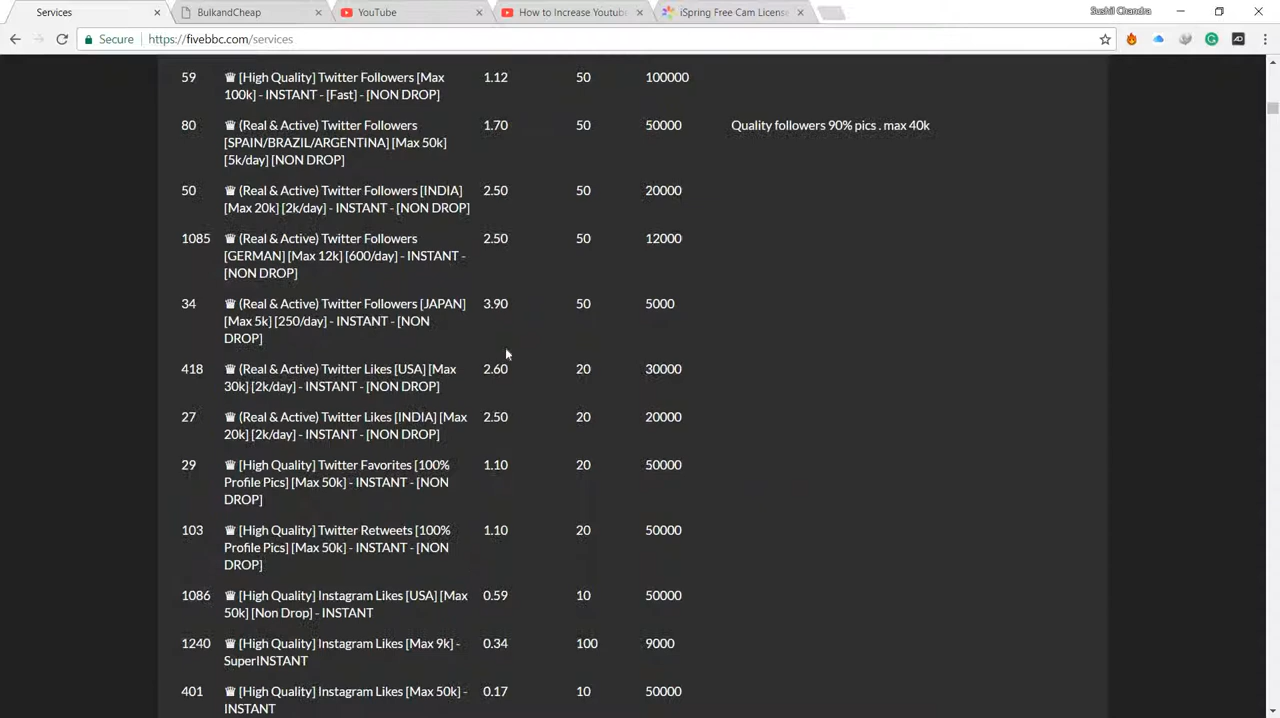 Services
BulkandCheap
YouTube
How to Increase Youtub
iSpring Free Cam License
Sushil Chandra
Secure
https://fivebbc.com/services
59 ♛ [High Quality] Twitter Followers [Max 1.12 50 100000
100k] - INSTANT - [Fast] - [NON DROP]
80 ♛ (Real & Active) Twitter Followers 1.70 50 50000 Quality followers 90% pics . max 40k
[SPAIN/BRAZIL/ARGENTINA] [Max 50k]
[5k/day] [NON DROP]
50 ♛ (Real & Active) Twitter Followers [INDIA] 2.50 50 20000
[Max 20k] [2k/day] - INSTANT - [NON DROP]
1085 ♛ (Real & Active) Twitter Followers 2.50 50 12000
[GERMAN] [Max 12k] [600/day] - INSTANT -
[NON DROP]
34 ♛ (Real & Active) Twitter Followers [JAPAN] 3.90 50 5000
[Max 5k] [250/day] - INSTANT - [NON
DROP]
418 ♛ (Real & Active) Twitter Likes [USA] [Max 2.60 20 30000
30k] [2k/day] - INSTANT - [NON DROP]
27 ♛ (Real & Active) Twitter Likes [INDIA] [Max 2.50 20 20000
20k] [2k/day] - INSTANT - [NON DROP]
29 ♛ [High Quality] Twitter Favorites [100% 1.10 20 50000
Profile Pics] [Max 50k] - INSTANT - [NON
DROP]
103 ♛ [High Quality] Twitter Retweets [100% 1.10 20 50000
Profile Pics] [Max 50k] - INSTANT - [NON
DROP]
1086 ♛ [High Quality] Instagram Likes [USA] [Max 0.59 10 50000
50k] [Non Drop] - INSTANT
1240 ♛ [High Quality] Instagram Likes [Max 9k] - 0.34 100 9000
SuperINSTANT
401 ♛ [High Quality] Instagram Likes [Max 50k] - 0.17 10 50000
INSTANT